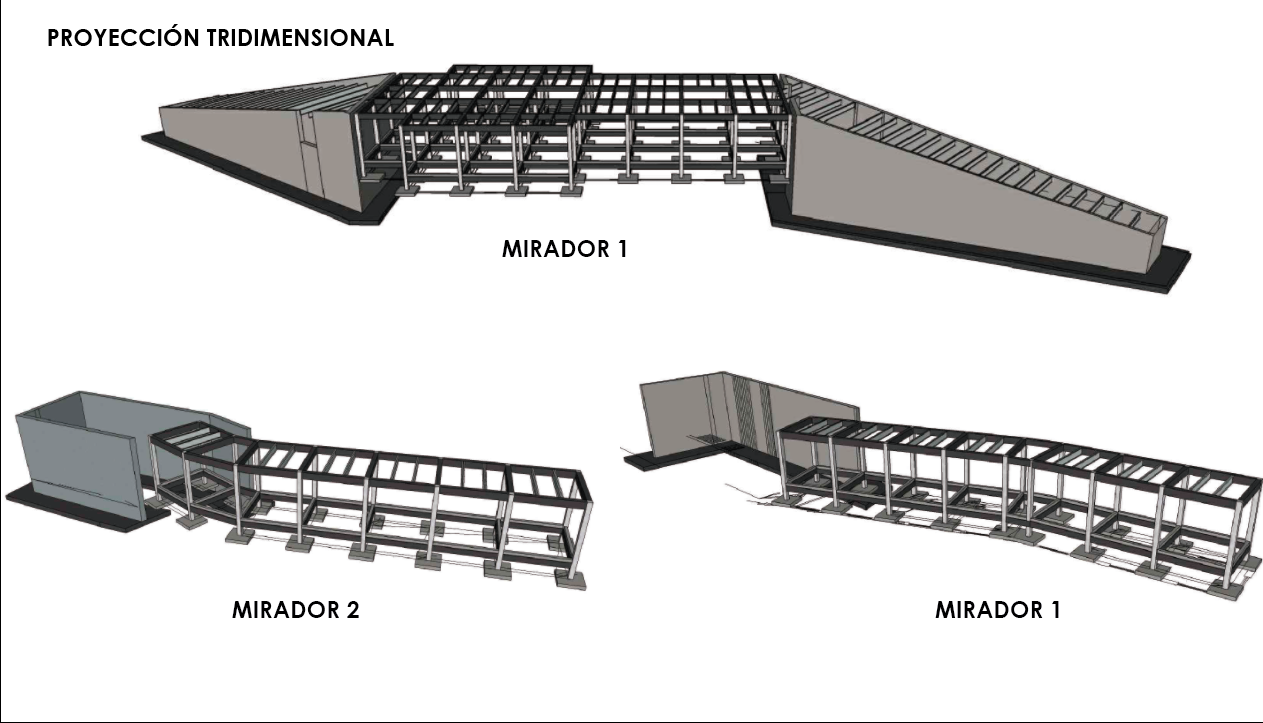 PROYECCIÓN TRIDIMENSIONAL
MIRADOR 1
MIRADOR 2
MIRADOR 1